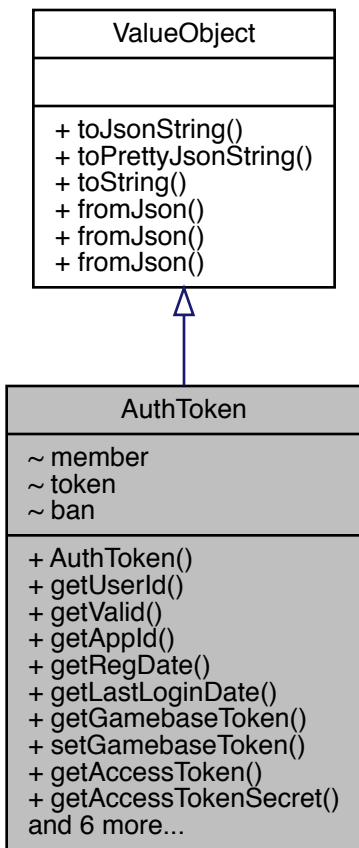 ValueObject
+ toJsonString()
+ toPrettyJsonString()
+ toString()
+ fromJson()
+ fromJson()
+ fromJson()
AuthToken
~ member
~ token
~ ban
+ AuthToken()
+ getUserId()
+ getValid()
+ getAppId()
+ getRegDate()
+ getLastLoginDate()
+ getGamebaseToken()
+ setGamebaseToken()
+ getAccessToken()
+ getAccessTokenSecret()
and 6 more...